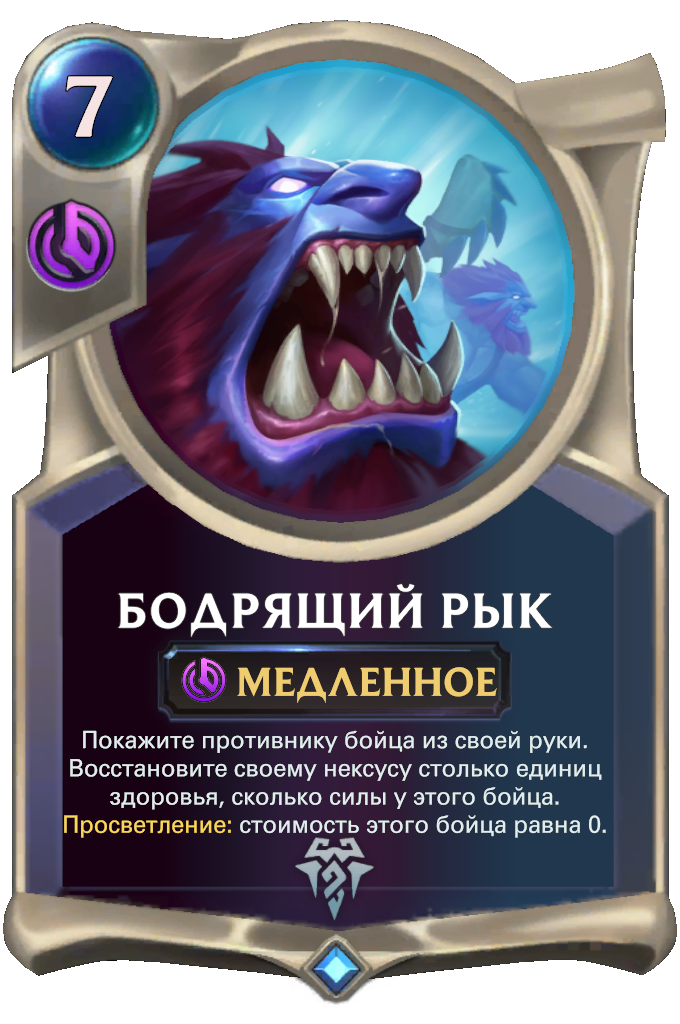 7
БОДРЯЩИЙ РЫК
МЕДЛЕННОЕ
Покажите противнику бойца из своей руки.
Восстановите своему нексусу столько единиц
здоровья, сколько силы у этого бойца.
Просветление: стоимость этого бойца равна 0.